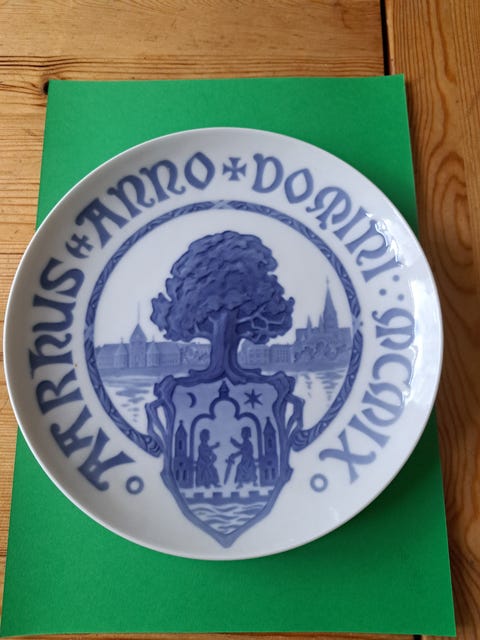 AARHUS ✠ ANNO ✠ DOMINI : MCMIX